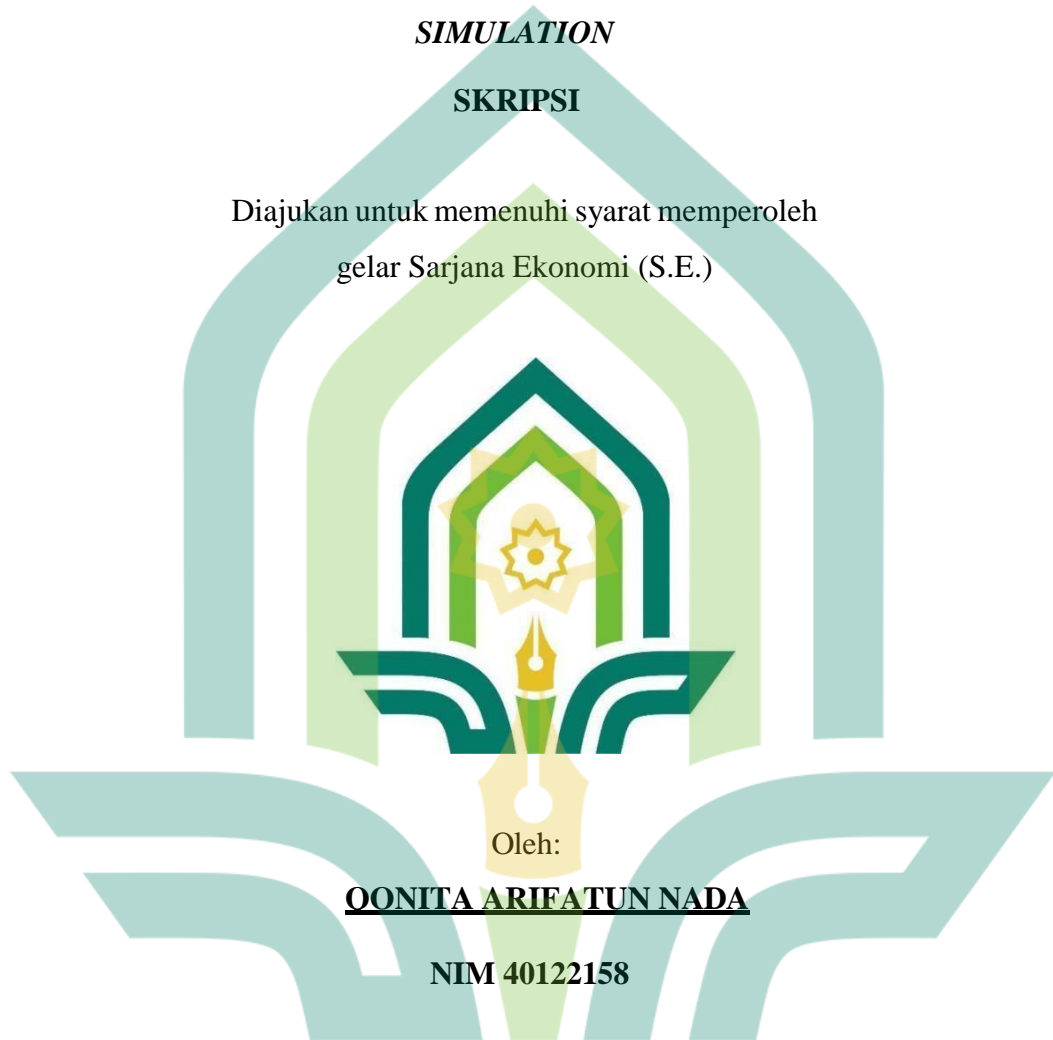 SIMULATION
SKRIPSI
Diajukan untuk memenuhi syarat memperoleh
gelar Sarjana Ekonomi (S.E.)
Oleh:
QONITA ARIFATUN NADA
NIM 40122158